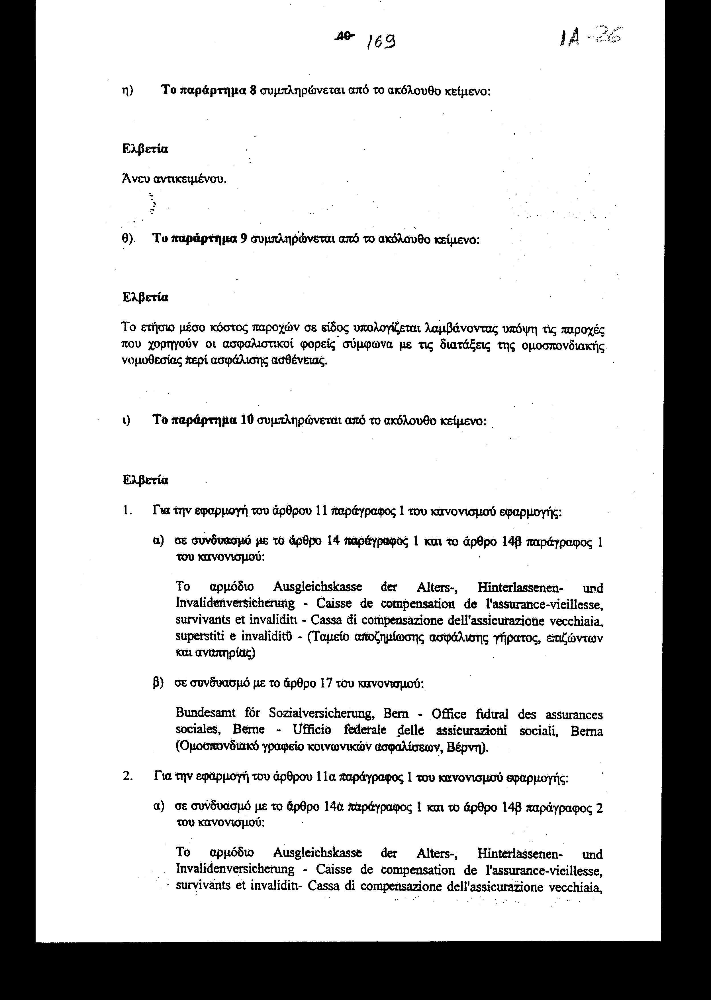 49 169 IA-26
η) Το παράρτημα 8 συμπληρώνεται από το ακόλουθο κείμενο:
Ελβετία
Άνευ αντικειμένου.
θ). Το παράρτημα 9 συμπληρώνεται από το ακόλουθο κείμενο:
Ελβετία
Το ετήσιο μέσο κόστος παροχών σε είδος υπολογίζεται λαμβάνοντας υπόψη τις παροχές
που χορηγούν οι ασφαλιστικοί φορείς σύμφωνα με τις διατάξεις της ομοσπονδιακής
νομοθεσίας περί ασφάλισης ασθένειας.
ι) Το παράρτημα 10 συμπληρώνεται από το ακόλουθο κείμενο:
Ελβετία
1. Για την εφαρμογή του άρθρου 11 παράγραφος 1 του κανονισμού εφαρμογής:
α) σε συνδυασμό με το άρθρο 14 παράγραφος 1 και το άρθρο 14β παράγραφος 1
του κανονισμού:
Το αρμόδιο Ausgleichskasse der Alters-, Hinterlassenen- und
Invalidenversicherung - Caisse de compensation de l'assurance-vieillesse,
survivants et invaliditι - Cassa di compensazione dell'assicurazione vecchiaia,
superstiti e invaliditΰ - (Ταμείο αποζημίωσης ασφάλισης γήρατος, επιζώντων
και αναπηρίας)
β) σε συνδυασμό με το άρθρο 17 του κανονισμού:
Bundesamt fόr Sozialversicherung, Bern - Office fιdιral des assurances
sociales, Berne - Ufficio federale delle assicurazioni sociali, Berna
(Ομοσπονδιακό γραφείο κοινωνικών ασφαλίσεων, Βέρνη).
2. Για την εφαρμογή του άρθρου 11α παράγραφος 1 του κανονισμού εφαρμογής:
α) σε συνδυασμό με το άρθρο 14α παράγραφος 1 και το άρθρο 14β παράγραφος 2
του κανονισμού:
Το αρμόδιο Ausgleichskasse der Alters-, Hinterlassenen- und
Invalidenversicherung - Caisse de compensation de l'assurance-vieillesse,
survivants et invaliditι- Cassa di compensazione dell'assicurazione vecchiaia,